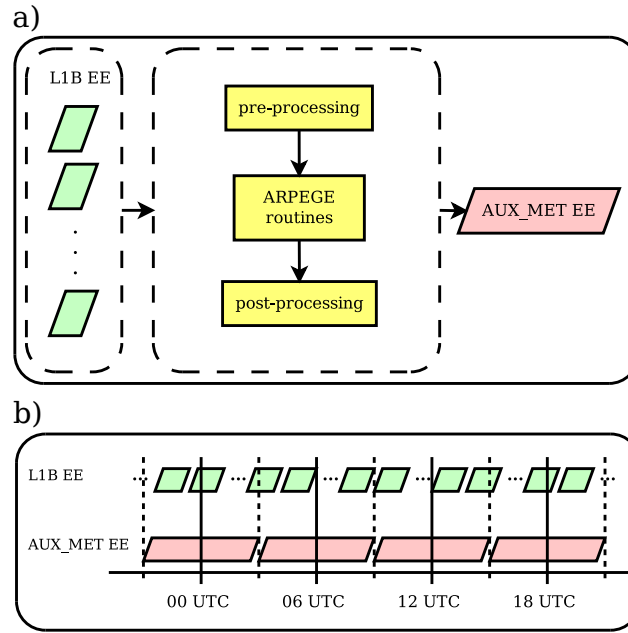 a)
L1B EE
pre-processing
ARPEGE
routines
post-processing
AUX_MET EE
b)
L1B EE
AUX_MET EE
00 UTC
06 UTC
12 UTC
18 UTC